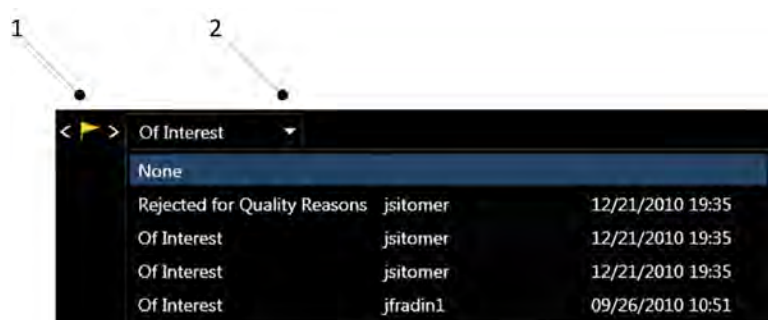 1 2
< > Of Interest
None
Rejected for Quality Reasons jsitomer 12/21/2010 19:35
Of Interest jsitomer 12/21/2010 19:35
Of Interest jsitomer 12/21/2010 19:35
Of Interest jfradin1 09/26/2010 10:51